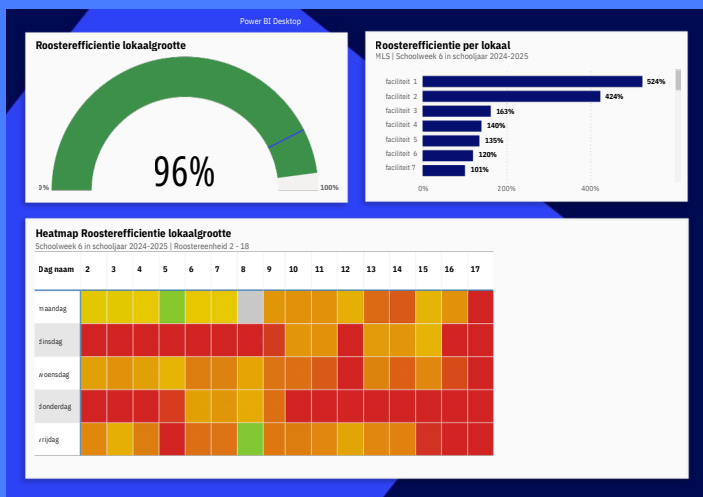 Power BI Desktop
Roosterefficientie lokaalgrootte
96%
0%
100%
Roosterefficientie per lokaal
MLS | Schoolweek 6 in schooljaar 2024-2025
faciliteit 1 524%
faciliteit 2 424%
faciliteit 3 163%
faciliteit 4 140%
faciliteit 5 135%
faciliteit 6 120%
faciliteit 7 101%
0% 200% 400%
Heatmap Roosterefficientie lokaalgrootte
Schoolweek 6 in schooljaar 2024-2025 | Roostereenheid 2 - 18
Dag naam 2 3 4 5 6 7 8 9 10 11 12 13 14 15 16 17
maandag
dinsdag
woensdag
donderdag
vrijdag